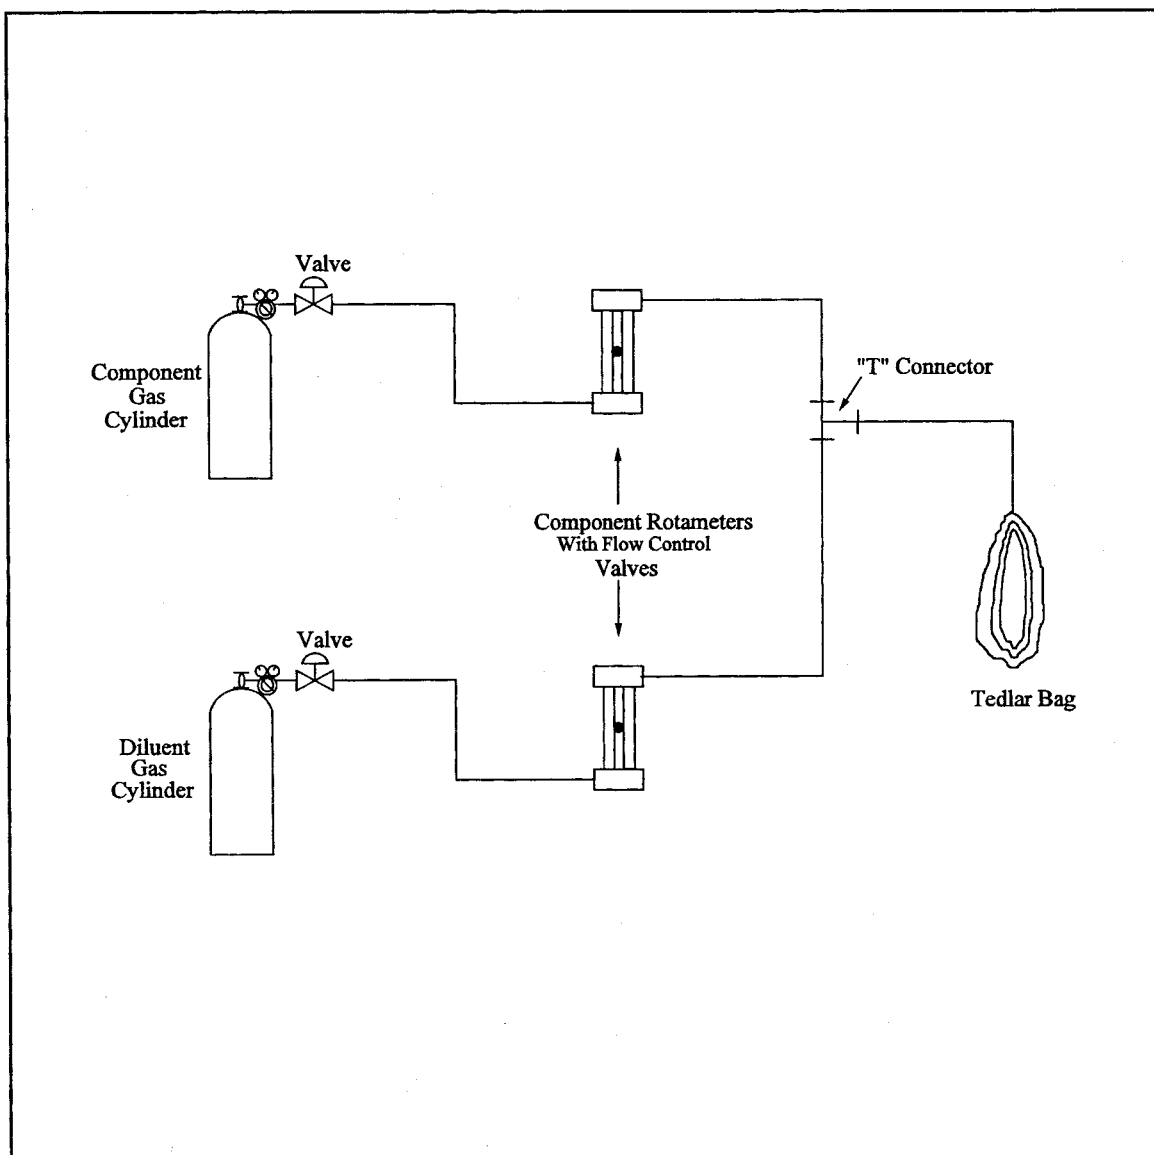 Valve
Component
Gas
Cylinder
"T" Connector
Component Rotameters
With Flow Control
Valves
Valve
Tedlar Bag
Diluent
Gas
Cylinder